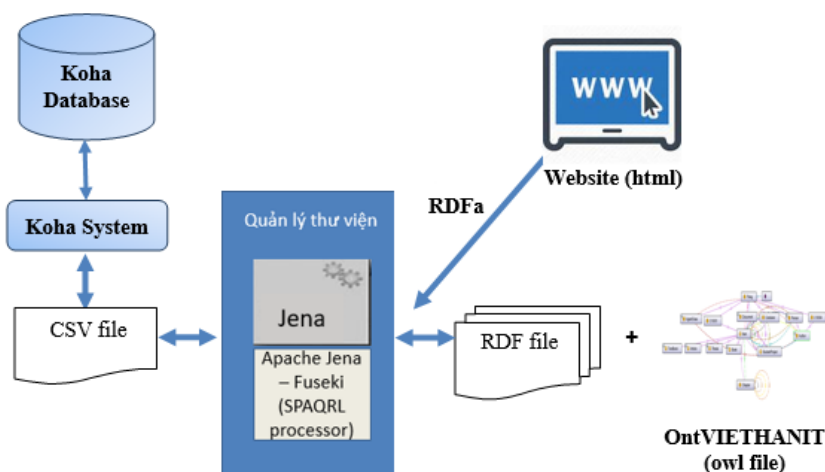 Koha
Database
WWW
Website (html)
RDFa
Koha System
Quản lý thư viện
CSV file
Jena
Apache Jena
– Fuseki
(SPAQRL
processor)
RDF file
+
OntVIETHANIT
(owl file)